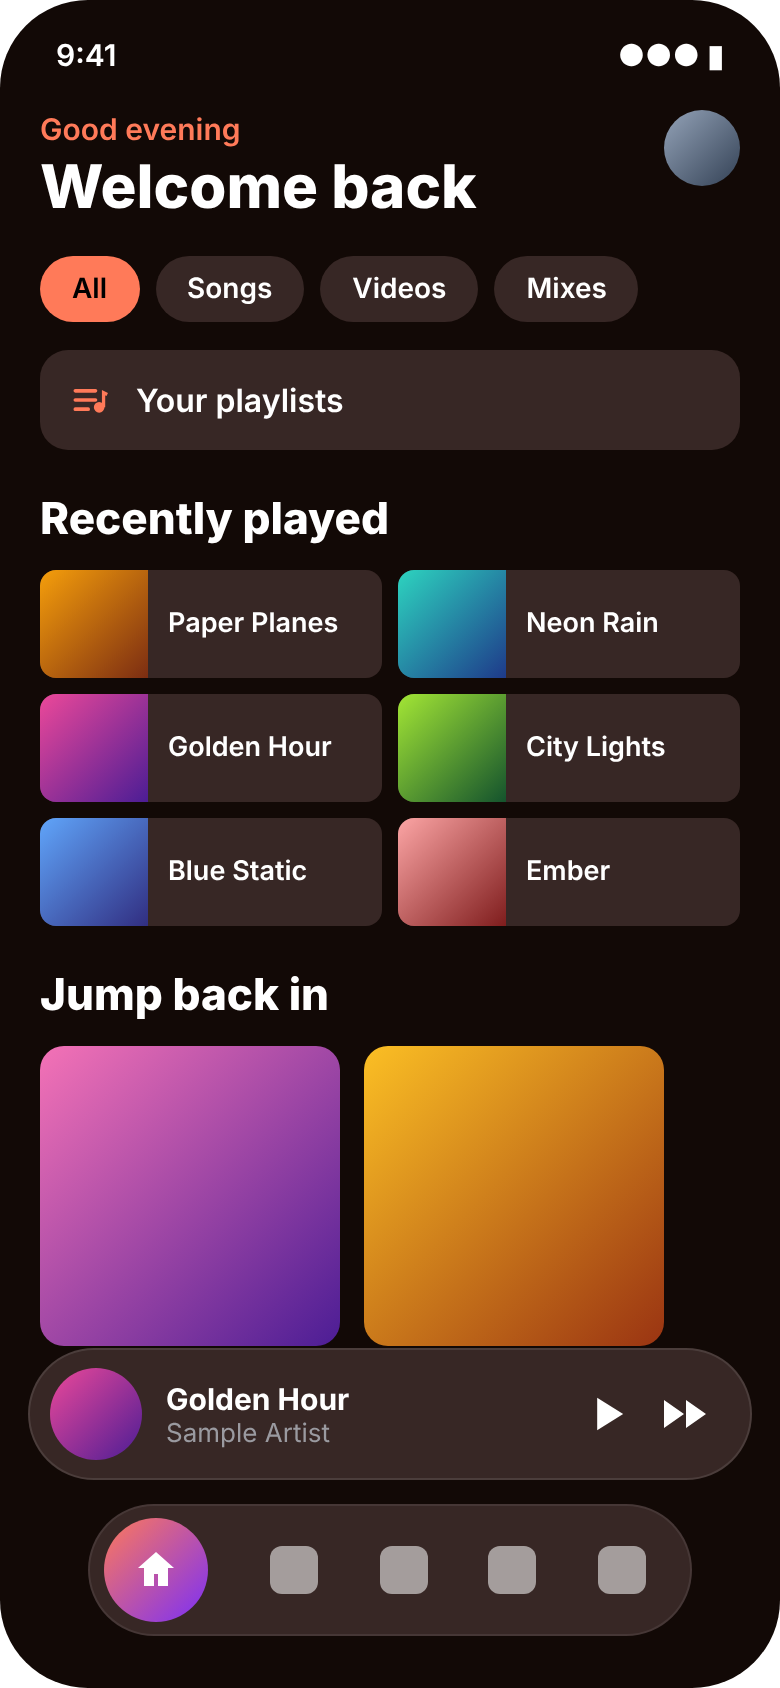 9:41
Good evening
Welcome back
All
Songs
Videos
Mixes
Your playlists
Recently played
Paper Planes
Neon Rain
Golden Hour
City Lights
Blue Static
Ember
Jump back in
Golden Hour
Sample Artist